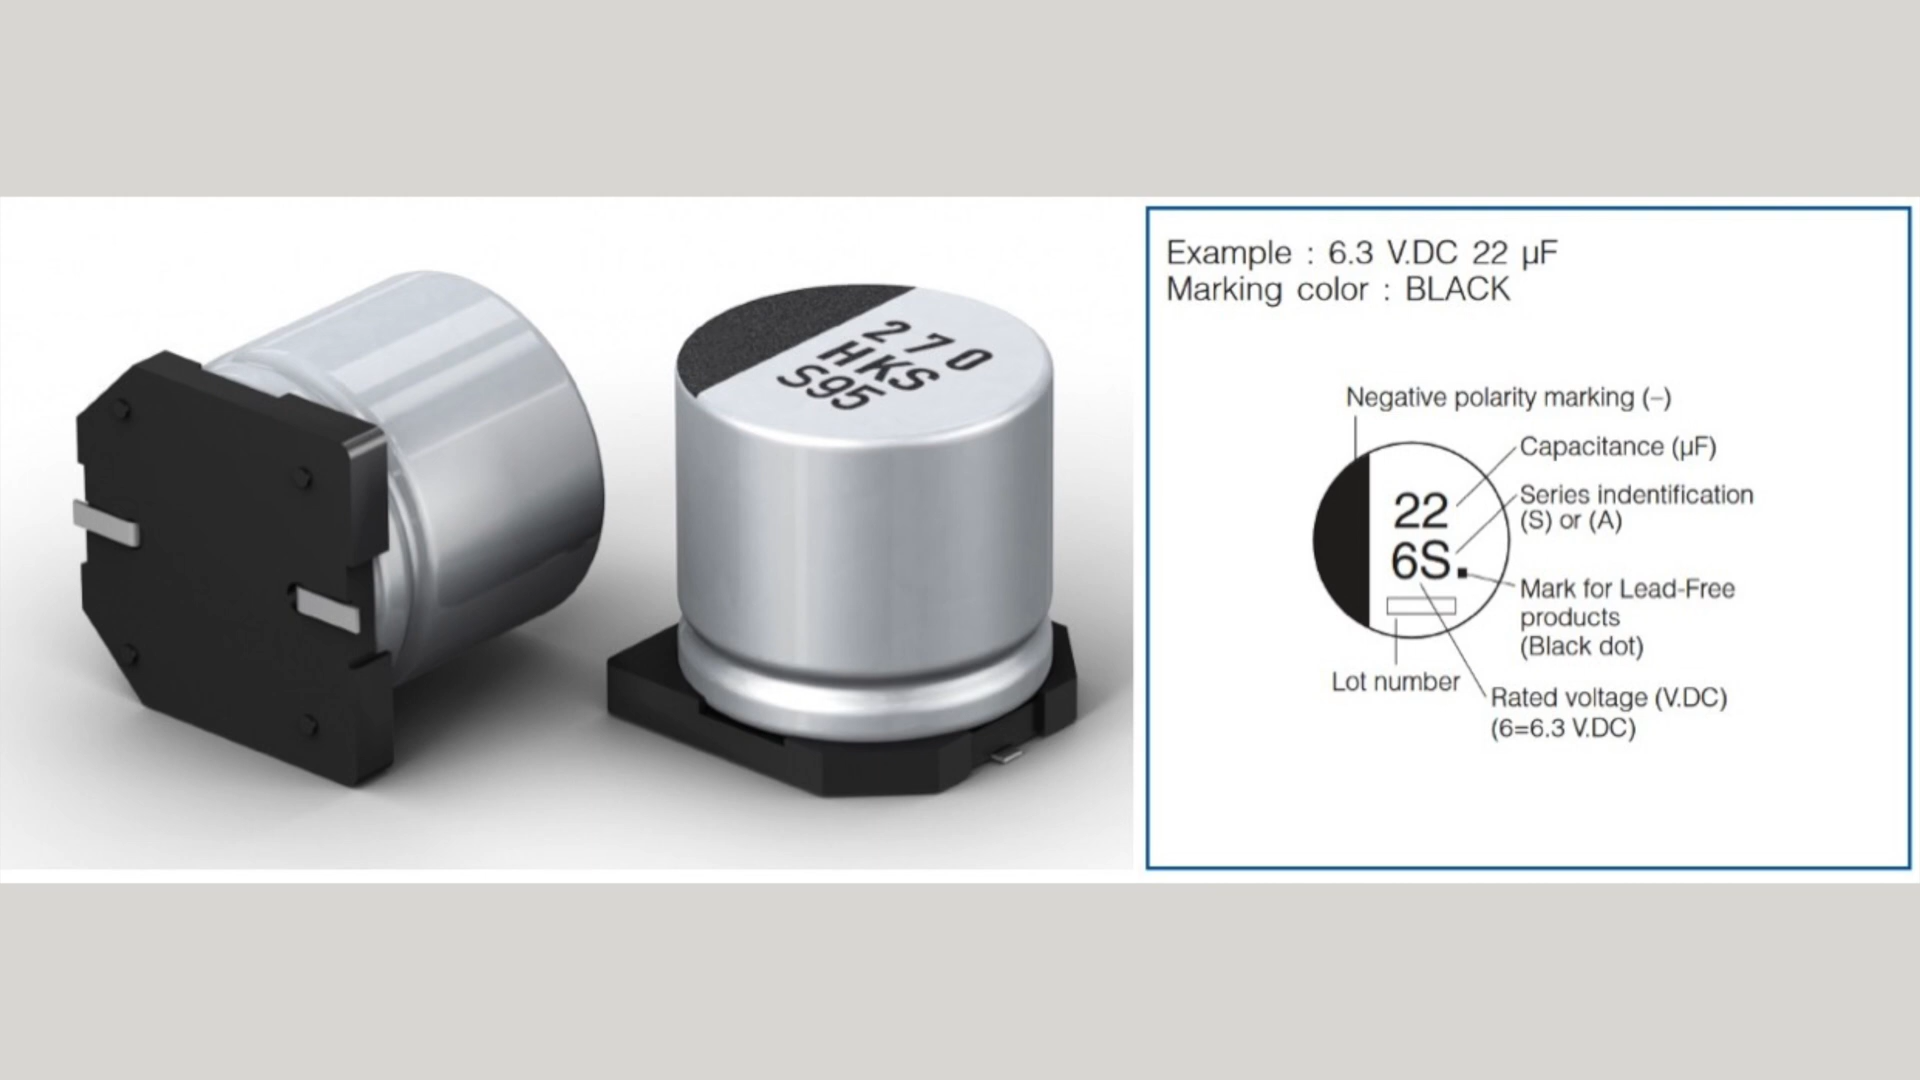 270
HKS
S95
Example : 6.3 V.DC 22 µF
Marking color : BLACK
Negative polarity marking (−)
Capacitance (µF)
22
Series indentification
(S) or (A)
6S.
Mark for Lead-Free
products
(Black dot)
Lot number
Rated voltage (V.DC)
(6=6.3 V.DC)